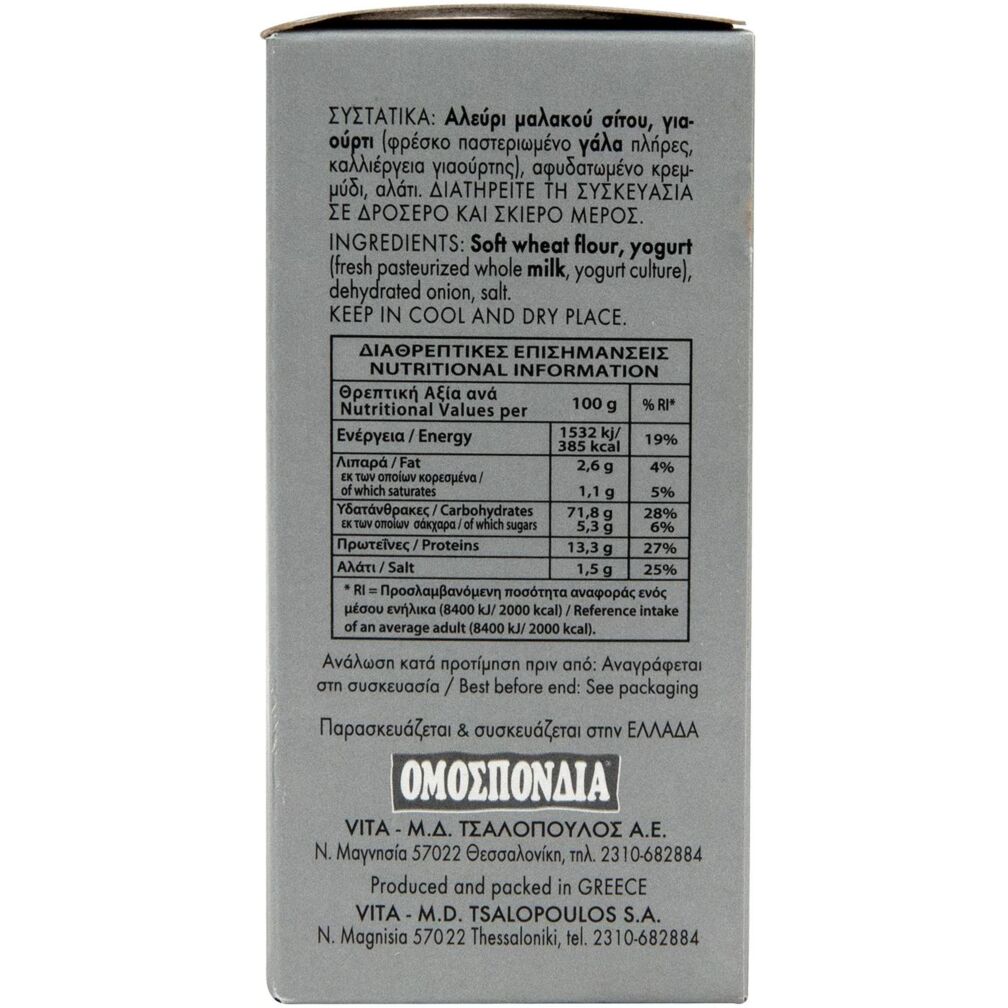 ΣΥΣΤΑΤΙΚΑ: Αλεύρι μαλακού σίτου, για-
ούρτι (φρέσκο παστεριωμένο γάλα πλήρες,
καλλιέργεια γιαούρτης), αφυδατωμένο κρεμ-
μύδι, αλάτι. ΔΙΑΤΗΡΕΙΤΕ ΤΗ ΣΥΣΚΕΥΑΣΙΑ
ΣΕ ΔΡΟΣΕΡΟ ΚΑΙ ΣΚΙΕΡΟ ΜΕΡΟΣ.
INGREDIENTS: Soft wheat flour, yogurt
(fresh pasteurized whole milk, yogurt culture),
dehydrated onion, salt.
KEEP IN COOL AND DRY PLACE.
ΔΙΑΘΡΕΠΤΙΚΕΣ ΕΠΙΣΗΜΑΝΣΕΙΣ
NUTRITIONAL INFORMATION
Θρεπτική Αξία ανά
Nutritional Values per 100 g % RI*
Ενέργεια / Energy 1532 kj/ 19%
385 kcal
Λιπαρά / Fat 2,6 g 4%
εκ των οποίων κορεσμένα /
of which saturates 1,1 g 5%
Υδατάνθρακες / Carbohydrates 71,8 g 28%
εκ των οποίων σάκχαρα / of which sugars 5,3 g 6%
Πρωτεΐνες / Proteins 13,3 g 27%
Αλάτι / Salt 1,5 g 25%
* RI = Προσλαμβανόμενη ποσότητα αναφοράς ενός
μέσου ενήλικα (8400 kJ/ 2000 kcal) / Reference intake
of an average adult (8400 kJ/ 2000 kcal).
Ανάλωση κατά προτίμηση πριν από: Αναγράφεται
στη συσκευασία / Best before end: See packaging
Παρασκευάζεται & συσκευάζεται στην ΕΛΛΑΔΑ
ΟΜΟΣΠΟΝΔΙΑ®
VITA - Μ.Δ. ΤΣΑΛΟΠΟΥΛΟΣ Α.Ε.
Ν. Μαγνησία 57022 Θεσσαλονίκη, τηλ. 2310-682884
Produced and packed in GREECE
VITA - M.D. TSALOPOULOS S.A.
N. Magnisia 57022 Thessaloniki, tel. 2310-682884